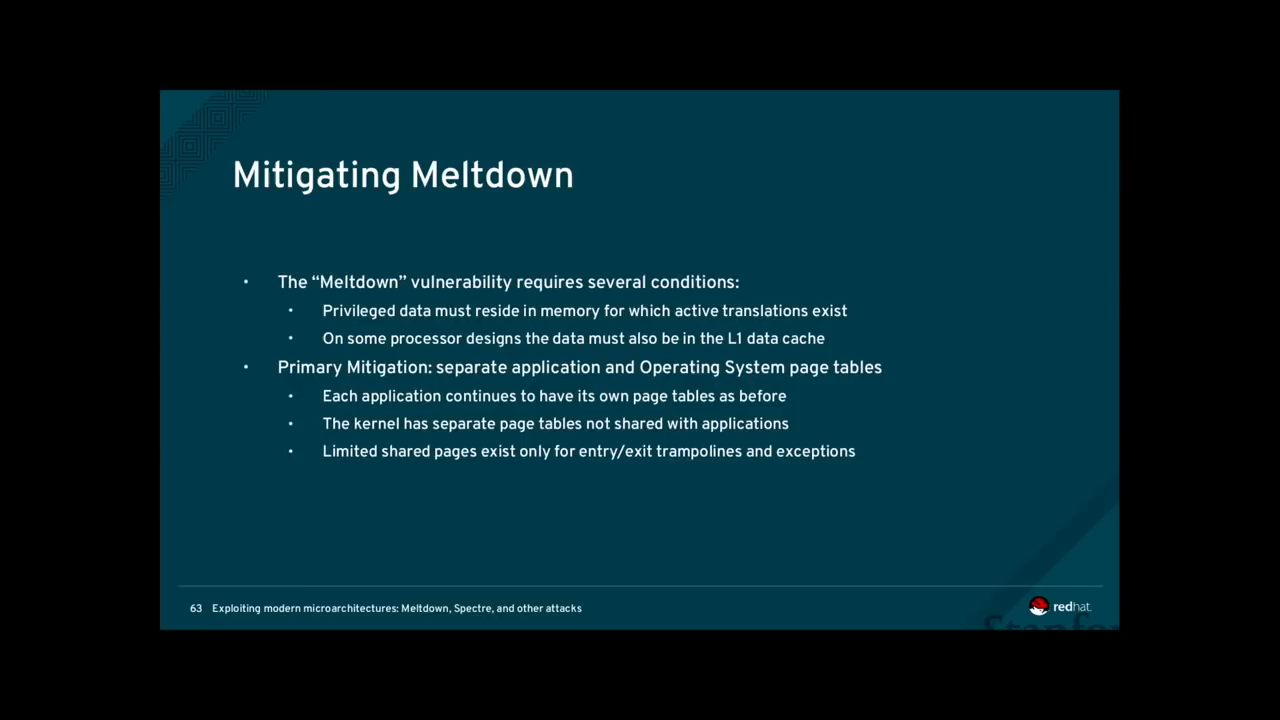 Mitigating Meltdown
• The “Meltdown” vulnerability requires several conditions:
• Privileged data must reside in memory for which active translations exist
• On some processor designs the data must also be in the L1 data cache
• Primary Mitigation: separate application and Operating System page tables
• Each application continues to have its own page tables as before
• The kernel has separate page tables not shared with applications
• Limited shared pages exist only for entry/exit trampolines and exceptions
63 Exploiting modern microarchitectures: Meltdown, Spectre, and other attacks
redhat.